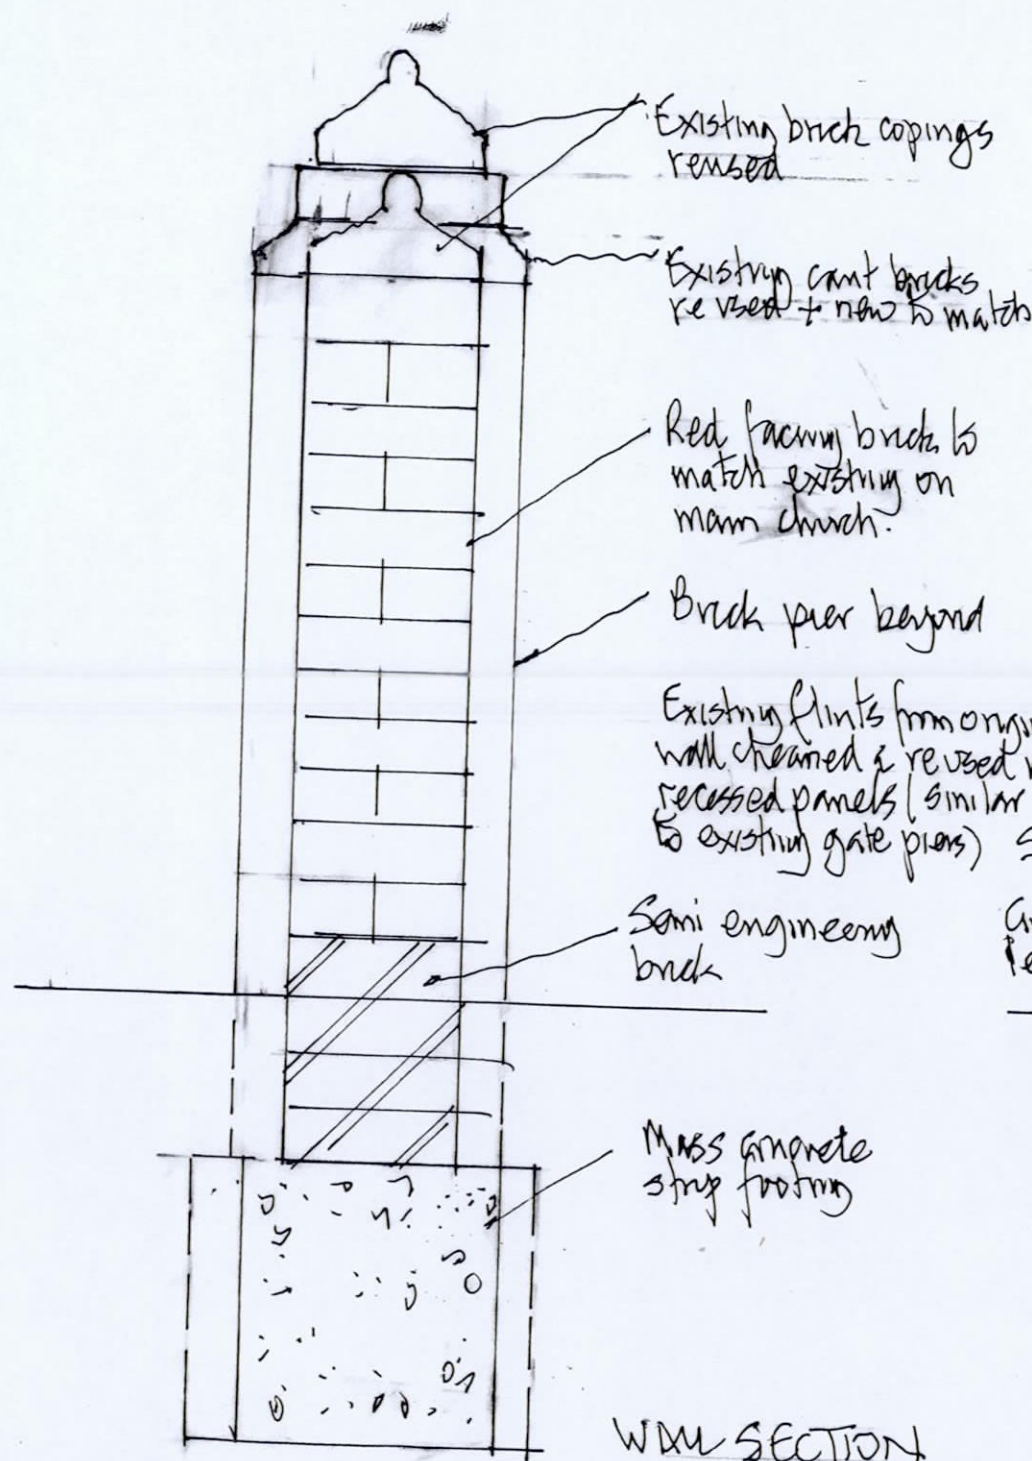 Existing brick copings
reused
Existing cant bricks
reused + new to match
Red facing brick to
match existing on
main church.
Brick pier beyond
Existing flints from
wall cleaned & reused
recessed panels (similar
to existing gate piers)
Semi engineering
brick
Mass concrete
strip footing
WALL SECTION